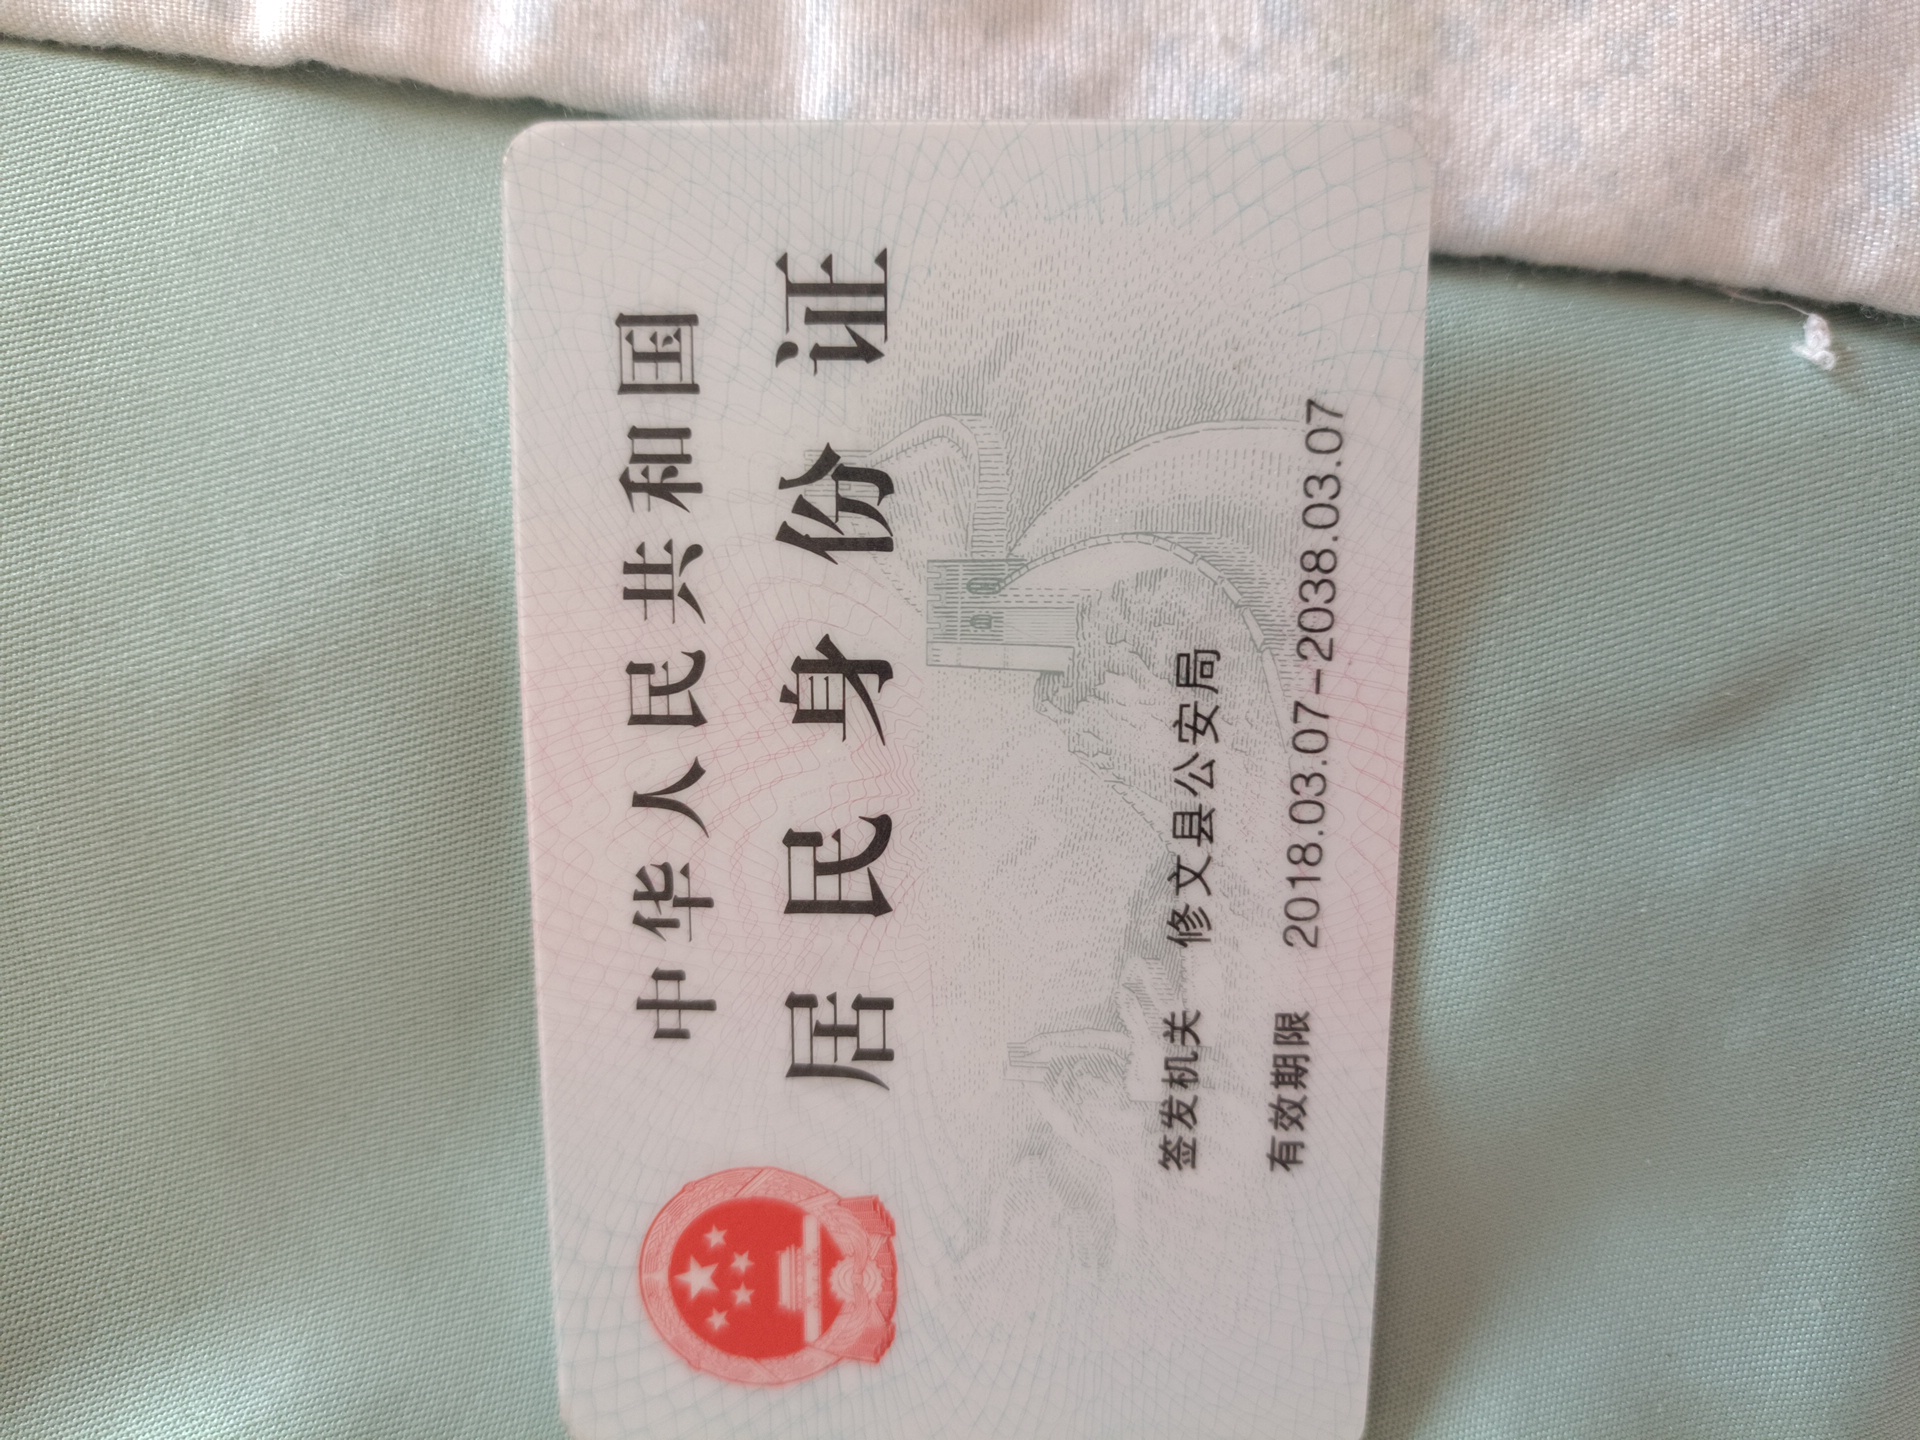 中华人民共和国
居民身份证
签发机关 修文县公安局
有效期限 2018.03.07-2038.03.07